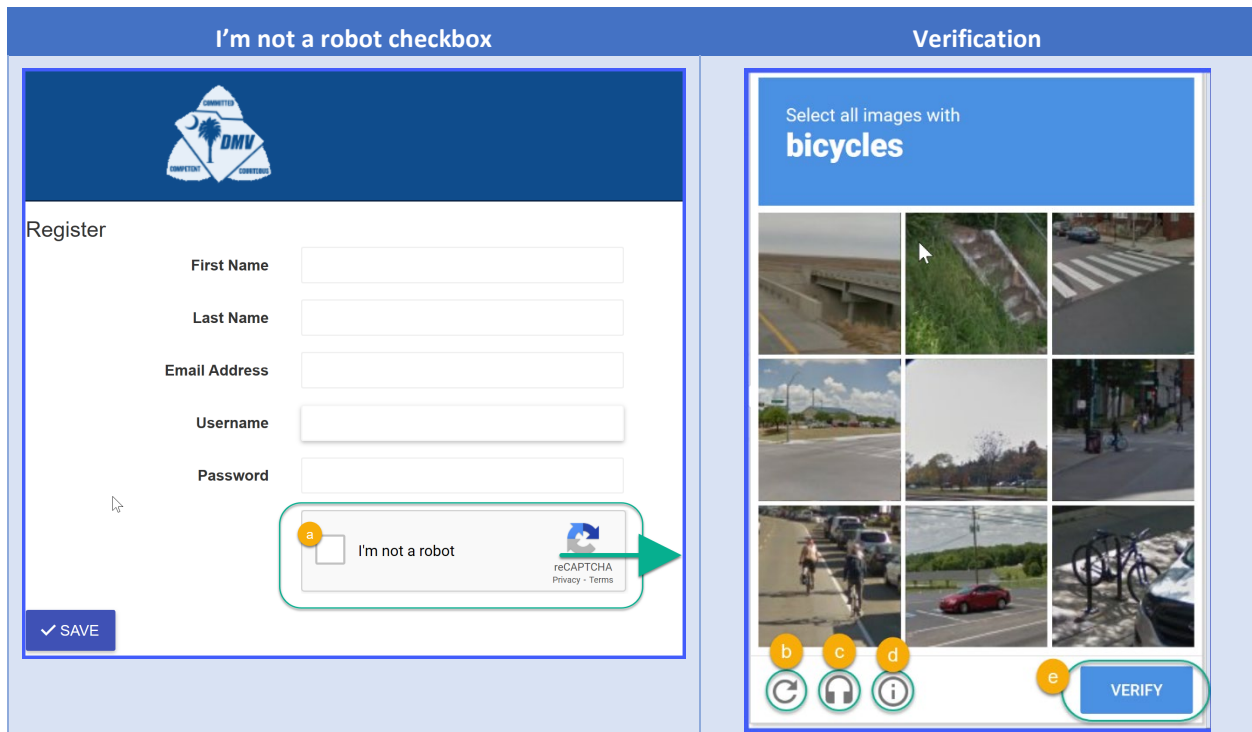 I'm not a robot checkbox
Verification
COMMITTED
DMV
COMPETENT
COURTEOUS
Register
First Name
Last Name
Email Address
Username
Password
a
I'm not a robot
reCAPTCHA
Privacy - Terms
SAVE
Select all images with
bicycles
b
c
d
e
VERIFY